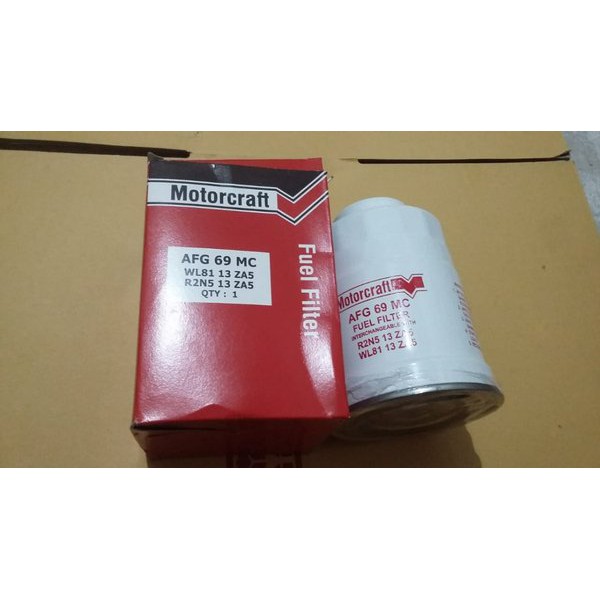 Motorcraft
AFG 69 MC
WL81 13 ZA5
R2N5 13 ZA5
QTY : 1
Fuel Filter
Motorcraft
AFG 69 MC
FUEL FILTER
INTERCHANGEABLE WITH
R2N5 13 ZA5
WL81 13 ZA5